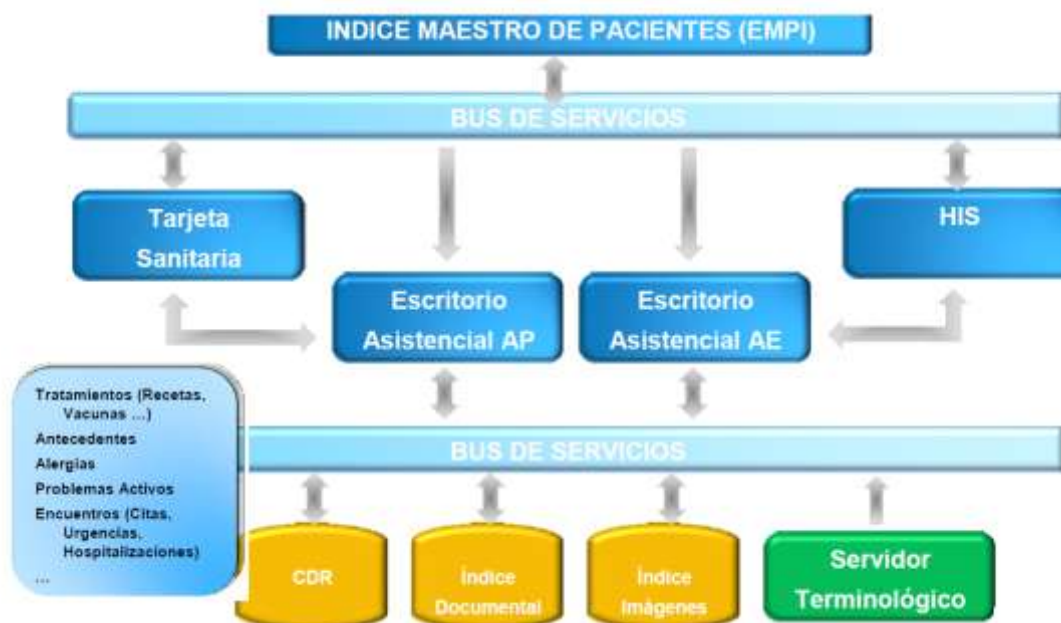 INDICE MAESTRO DE PACIENTES (EMPI)
BUS DE SERVICIOS
Tarjeta
Sanitaria
HIS
Escritorio
Asistencial AP
Escritorio
Asistencial AE
Tratamientos (Recetas,
Vacunas ...)
Antecedentes
Alergias
Problemas Activos
Encuentros (Citas,
Urgencias,
Hospitalizaciones)
...
BUS DE SERVICIOS
CDR
Índice
Documental
Índice
Imágenes
Servidor
Terminológico